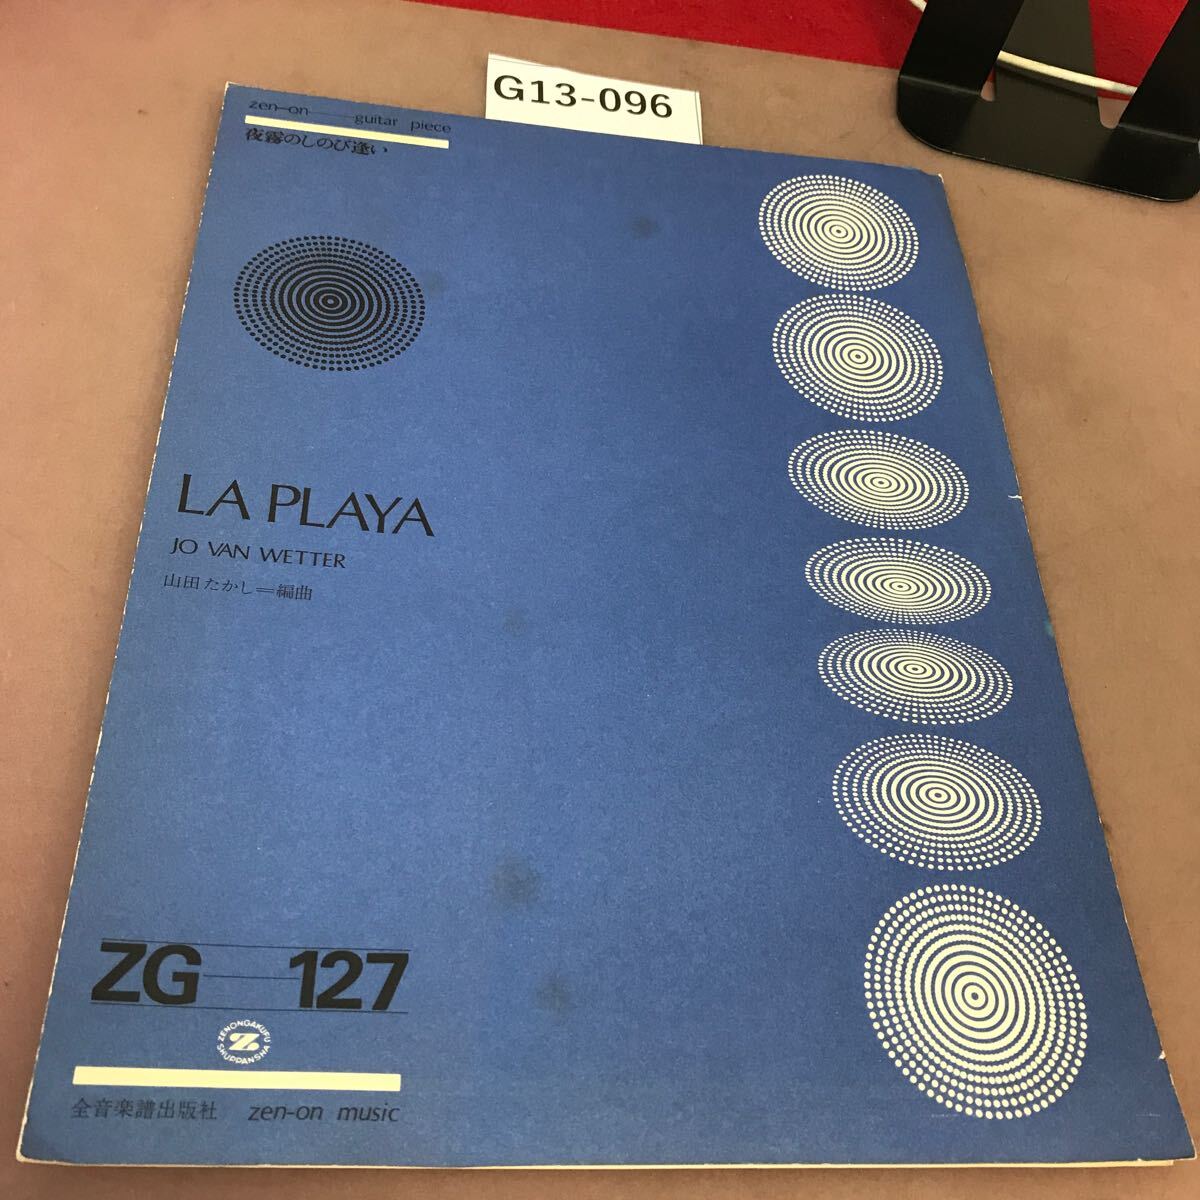 G13-096
zen-on guitar piece
夜霧のしのび逢い
LA PLAYA
JO VAN WETTER
山田たかし=編曲
ZG 127
ZENONGAKUFU SHUPPANSHA
全音楽譜出版社 zen-on music